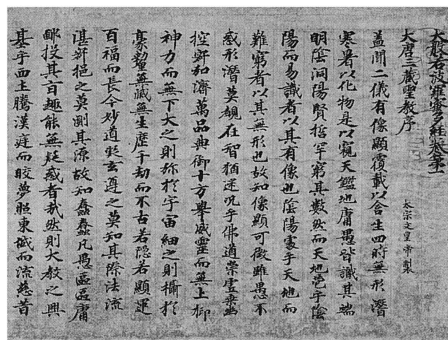 大般若波羅蜜多經卷第一
大唐三藏聖教序
太宗文皇帝製
蓋聞二儀有像顯覆載以含生四時無形潛
寒暑以化物是以窺天鑑地庸愚皆識其端
明陰洞陽賢哲罕窮其數然而天地苞乎陰
陽而易識者以其有像也陰陽處乎天地而
難窮者以其無形也故知像顯可徵雖愚不
惑形潛莫覩在智猶迷況乎佛道崇虛乘幽
控寂弘濟萬品典御十方舉威靈而無上抑
神力而無下大之則彌於宇宙細之則攝於
豪釐無滅無生歷千劫而不古若隱若顯運
百福而長今妙道凝玄遵之莫知其際法流
湛寂挹之莫測其源故知蠢蠢凡愚區區庸
鄙投其旨趣能無疑惑者哉然則大教之興
基乎西土騰漢庭而皎夢照東域而流慈昔